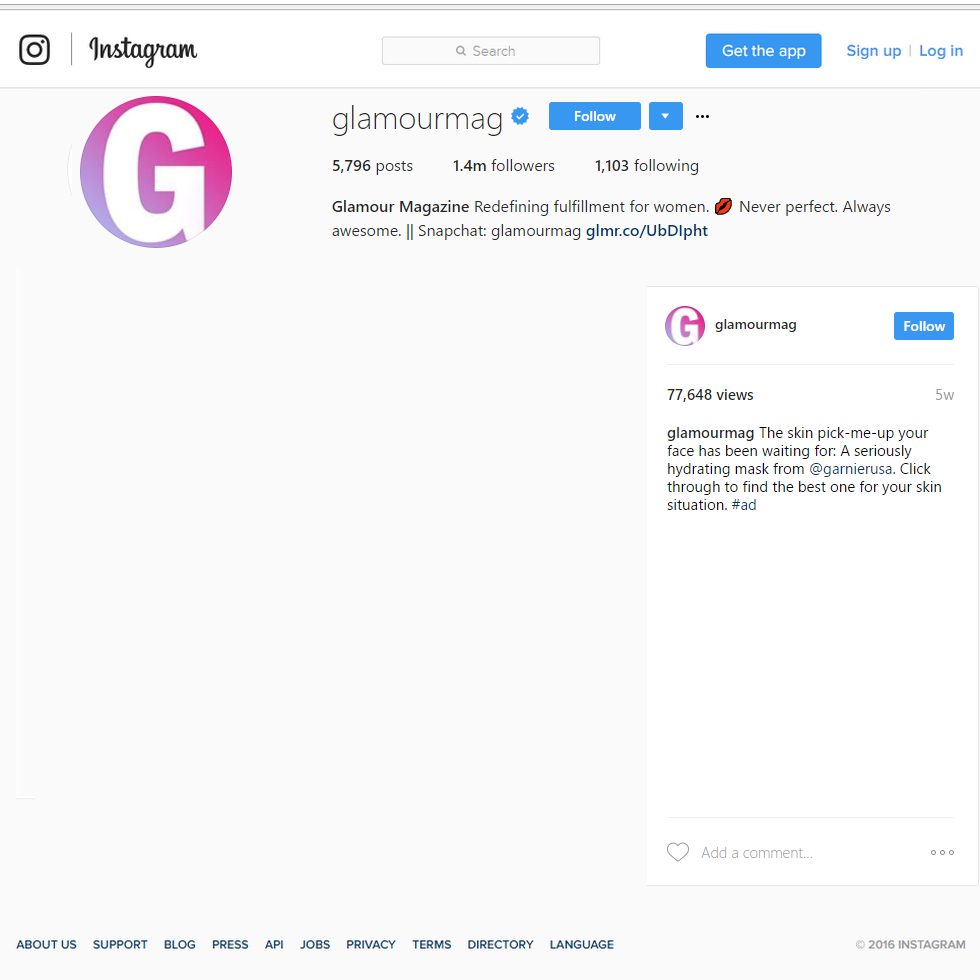 Instagram
Search
Get the app
Sign up | Log in
G
glamourmag
Follow
5,796 posts 1.4m followers 1,103 following
Glamour Magazine Redefining fulfillment for women. 💋 Never perfect. Always
awesome. || Snapchat: glamourmag glmr.co/UbDIpht
G
glamourmag
Follow
77,648 views 5w
glamourmag The skin pick-me-up your
face has been waiting for: A seriously
hydrating mask from @garnierusa. Click
through to find the best one for your skin
situation. #ad
Add a comment...
ABOUT US SUPPORT BLOG PRESS API JOBS PRIVACY TERMS DIRECTORY LANGUAGE © 2016 INSTAGRAM